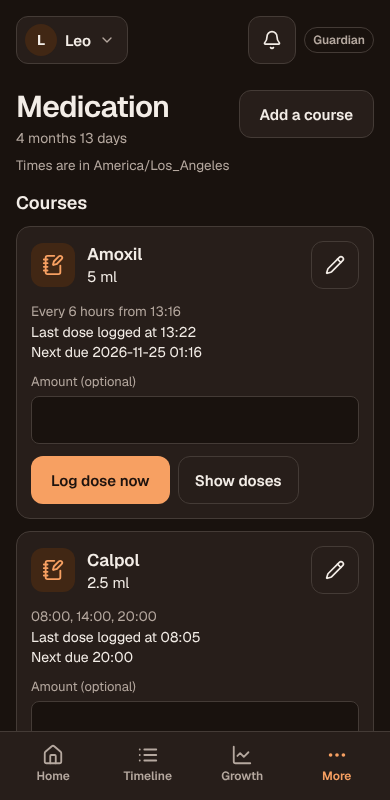 L Leo
Guardian
Medication
Add a course
4 months 13 days
Times are in America/Los_Angeles
Courses
Amoxil
5 ml
Every 6 hours from 13:16
Last dose logged at 13:22
Next due 2026-11-25 01:16
Amount (optional)
Log dose now
Show doses
Calpol
2.5 ml
08:00, 14:00, 20:00
Last dose logged at 08:05
Next due 20:00
Amount (optional)
Home
Timeline
Growth
More